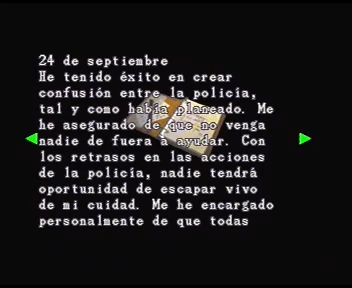 24 de septiembre
He tenido éxito en crear
confusión entre la policía,
tal y como había planeado. Me
he asegurado de que no venga
nadie de fuera a ayudar. Con
los retrasos en las acciones
de la policía, nadie tendrá
oportunidad de escapar vivo
de mi cuidad. Me he encargado
personalmente de que todas